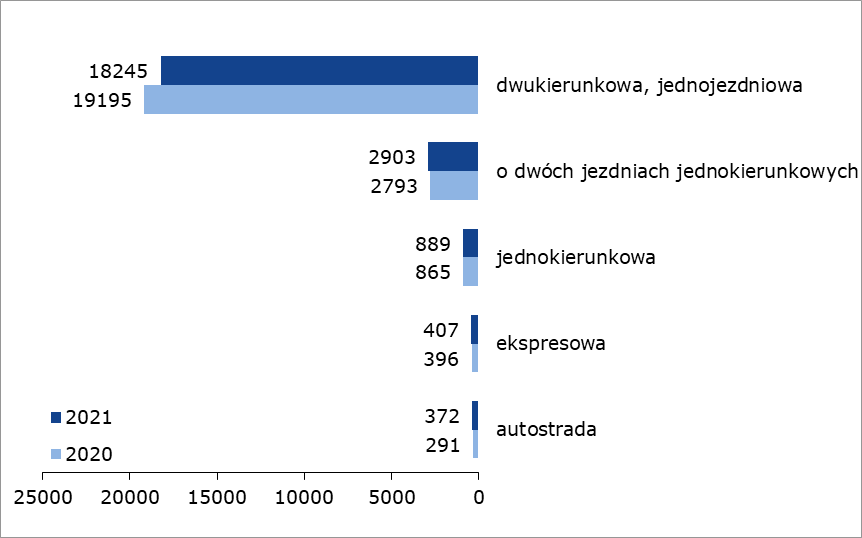 18245
19195
dwukierunkowa, jednojezdniowa
2903
2793
o dwóch jezdniach jednokierunkowych
889
865
jednokierunkowa
407
396
ekspresowa
372
291
autostrada
2021
2020
25000 20000 15000 10000 5000 0